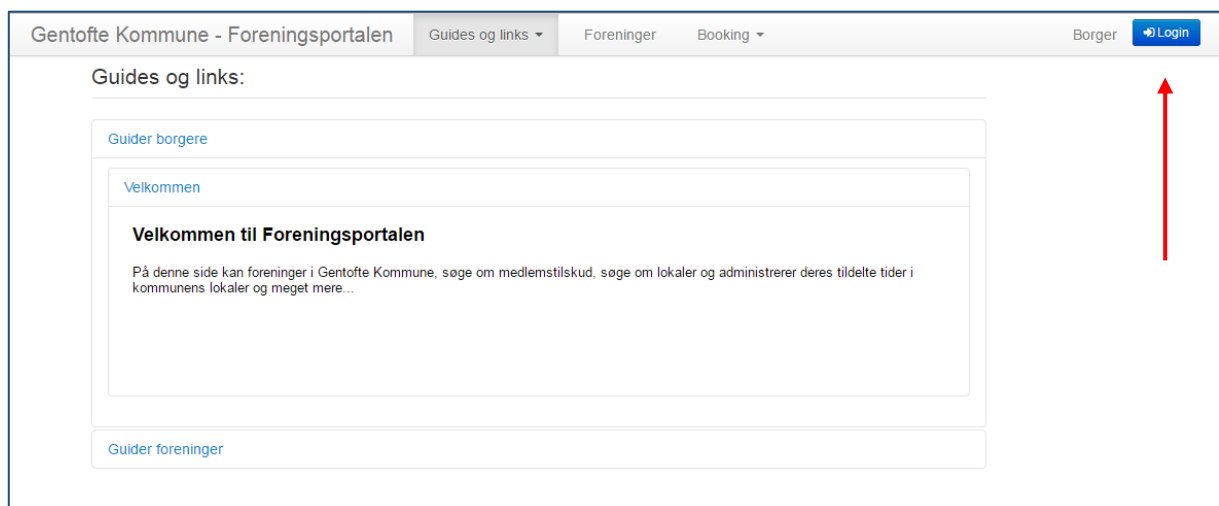 Gentofte Kommune - Foreningsportalen Guides og links Foreninger Booking Borger Login
Guides og links:
Guider borgere
Velkommen
Velkommen til Foreningsportalen
På denne side kan foreninger i Gentofte Kommune, søge om medlemstilskud, søge om lokaler og administrerer deres tildelte tider i
kommunens lokaler og meget mere...
Guider foreninger